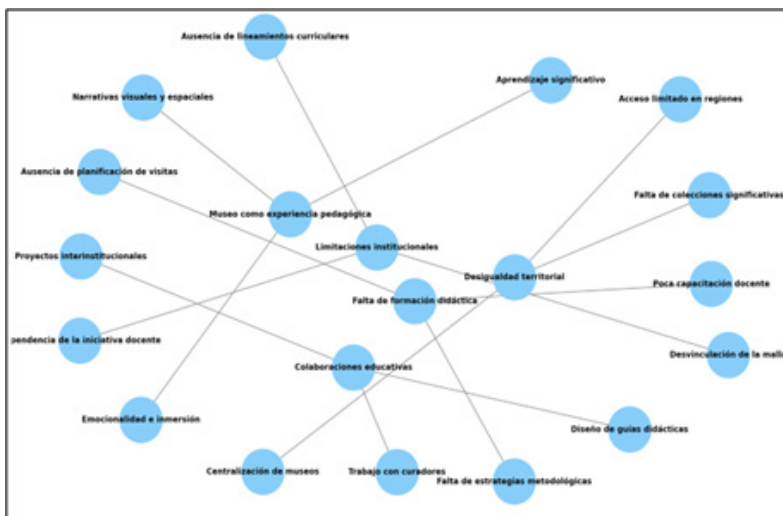 Ausencia de lineamientos curriculares
Aprendizaje significativo
Narrativas visuales y espaciales
Acceso limitado en regiones
Ausencia de planificación de visitas
Falta de colecciones significativas
Museo como experiencia pedagógica
Limitaciones institucionales
Proyectos interinstitucionales
Desigualdad territorial
Poca capacitación docente
Falta de formación didáctica
pendencia de la iniciativa docente
Desvinculación de la mall
Colaboraciones educativas
Emocionalidad e inmersión
Diseño de guías didácticas
Centralización de museos
Trabajo con curadores
Falta de estrategias metodológicas